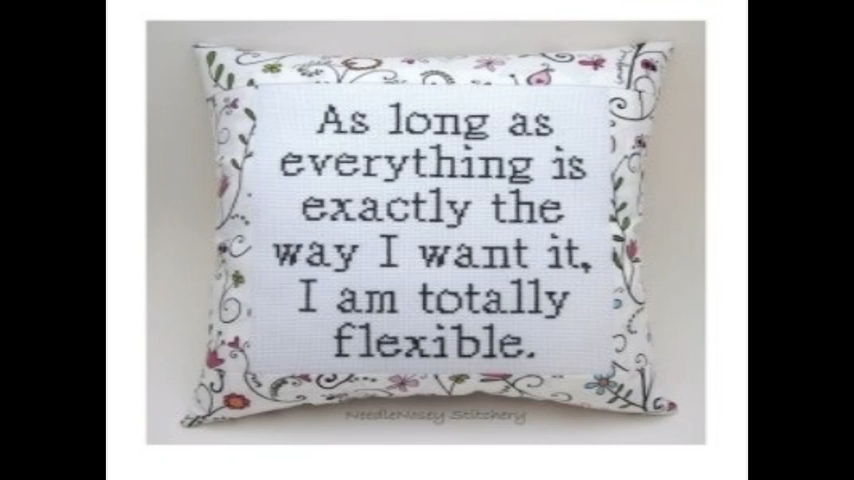 As long as
everything is
exactly the
way I want it,
I am totally
flexible.
NeedleNosey Stitchery